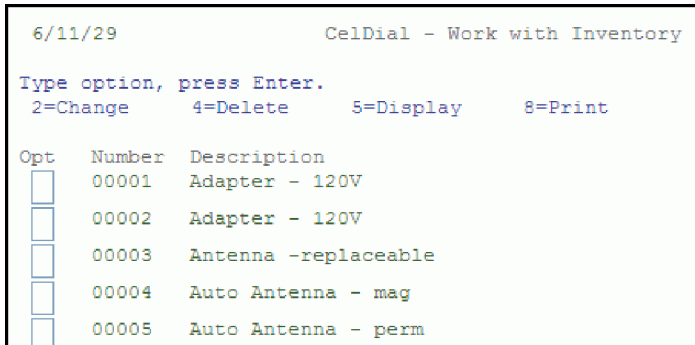 6/11/29 CelDial - Work with Inventory
Type option, press Enter.
2=Change 4=Delete 5=Display 8=Print
Opt Number Description
00001 Adapter - 120V
00002 Adapter - 120V
00003 Antenna -replaceable
00004 Auto Antenna - mag
00005 Auto Antenna - perm